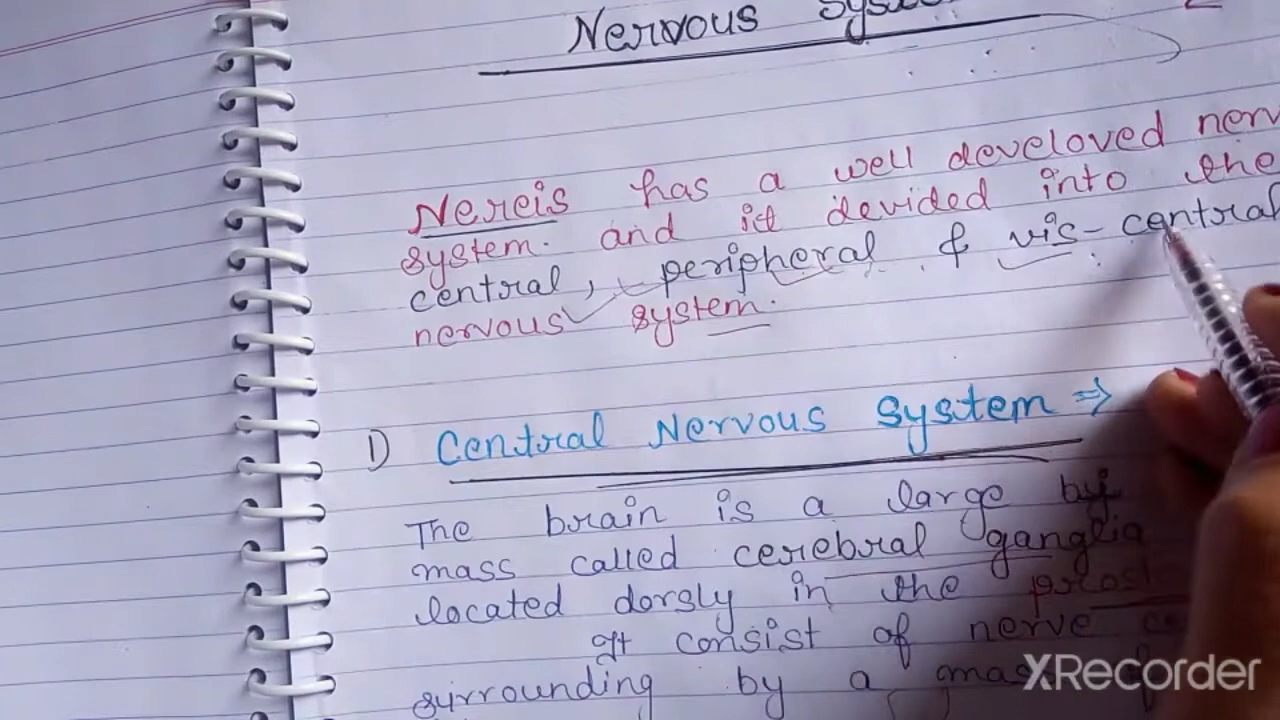 Nervous
Nereis has a well develoved
system. and it devided into the
central, peripheral & vis-central
nervous system.
1) Central Nervous System ⇒
The brain is a large
mass called cerebral ganglia
located dorsly in the
It consist of nerve
surrounding by a
XRecorder